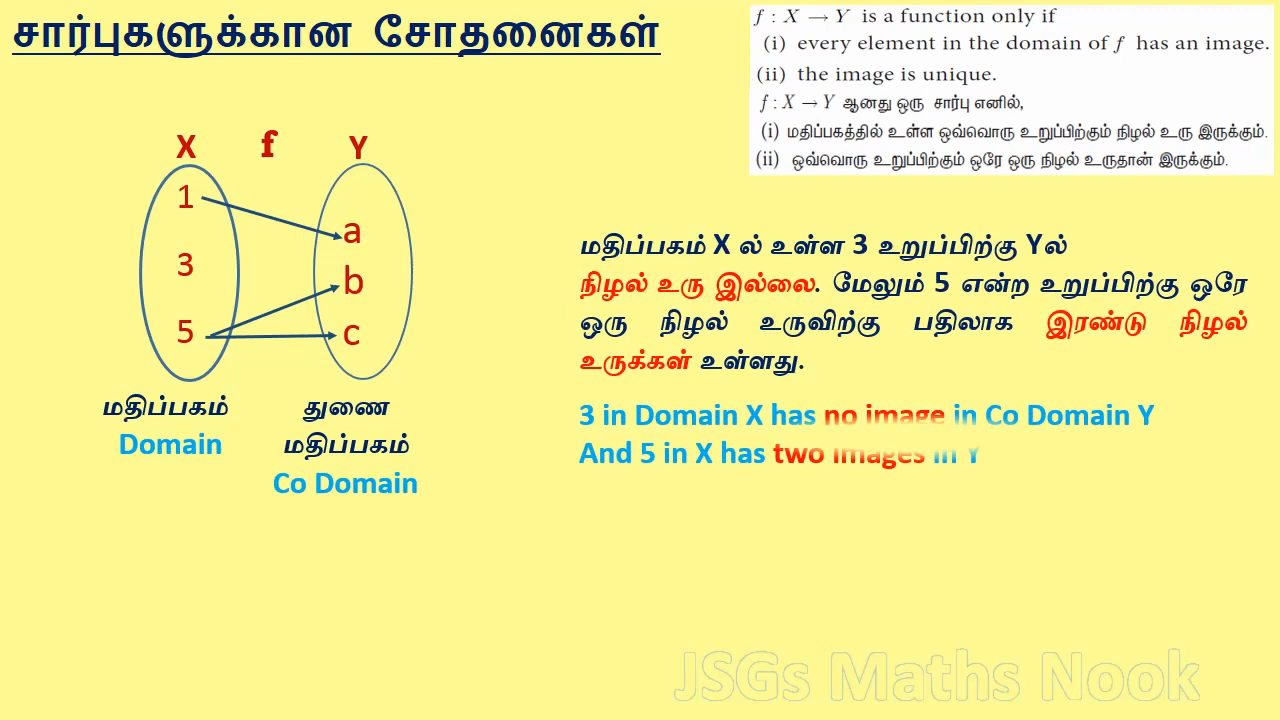 சார்புகளுக்கான சோதனைகள்
f : X → Y is a function only if
(i) every element in the domain of f has an image.
(ii) the image is unique.
f : X → Y ஆனது ஒரு சார்பு எனில்,
(i) மதிப்பகத்தில் உள்ள ஒவ்வொரு உறுப்பிற்கும் நிழல் உரு இருக்கும்.
(ii) ஒவ்வொரு உறுப்பிற்கும் ஒரே ஒரு நிழல் உருதான் இருக்கும்.
X f Y
1
a
3
b
5
c
மதிப்பகம்
Domain
துணை
மதிப்பகம்
Co Domain
மதிப்பகம் X ல் உள்ள 3 உறுப்பிற்கு Yல்
நிழல் உரு இல்லை. மேலும் 5 என்ற உறுப்பிற்கு ஒரே
ஒரு நிழல் உருவிற்கு பதிலாக இரண்டு நிழல்
உருக்கள் உள்ளது.
3 in Domain X has no image in Co Domain Y
And 5 in X has two images in Y
JSGs Maths Nook